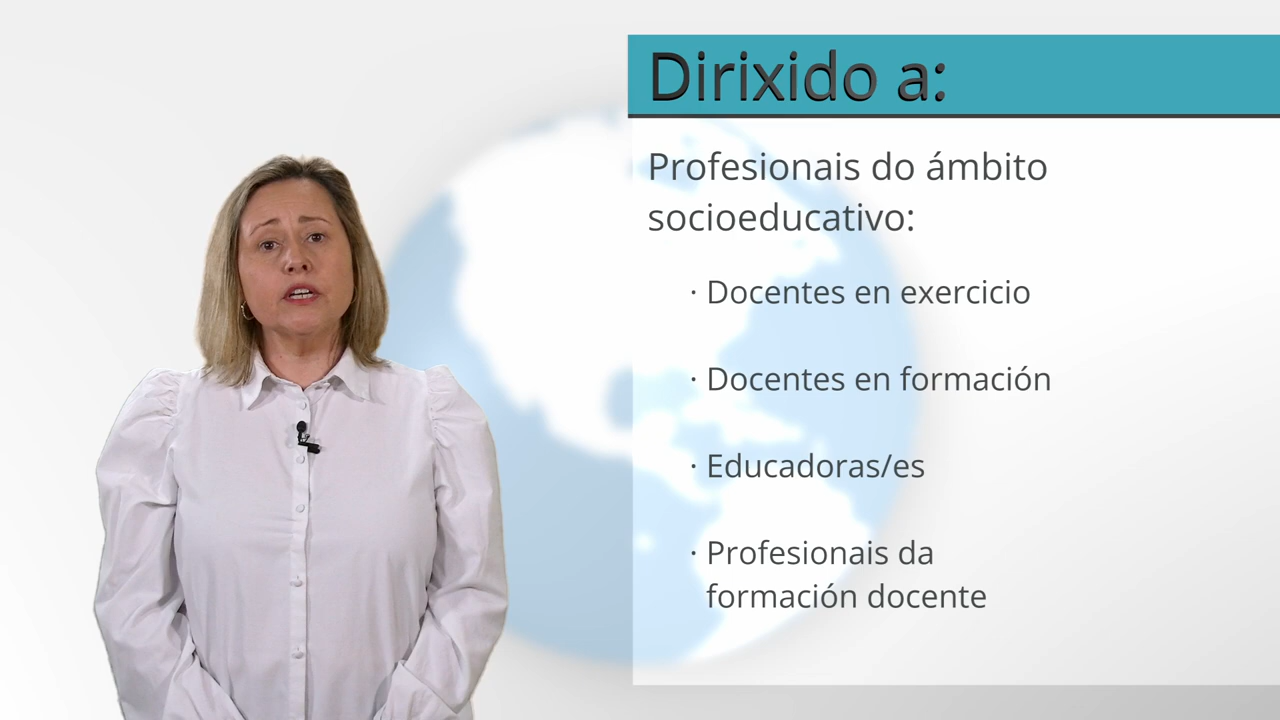 Dirixido a:
Profesionais do ámbito
socioeducativo:
· Docentes en exercicio
· Docentes en formación
· Educadoras/es
· Profesionais da
formación docente